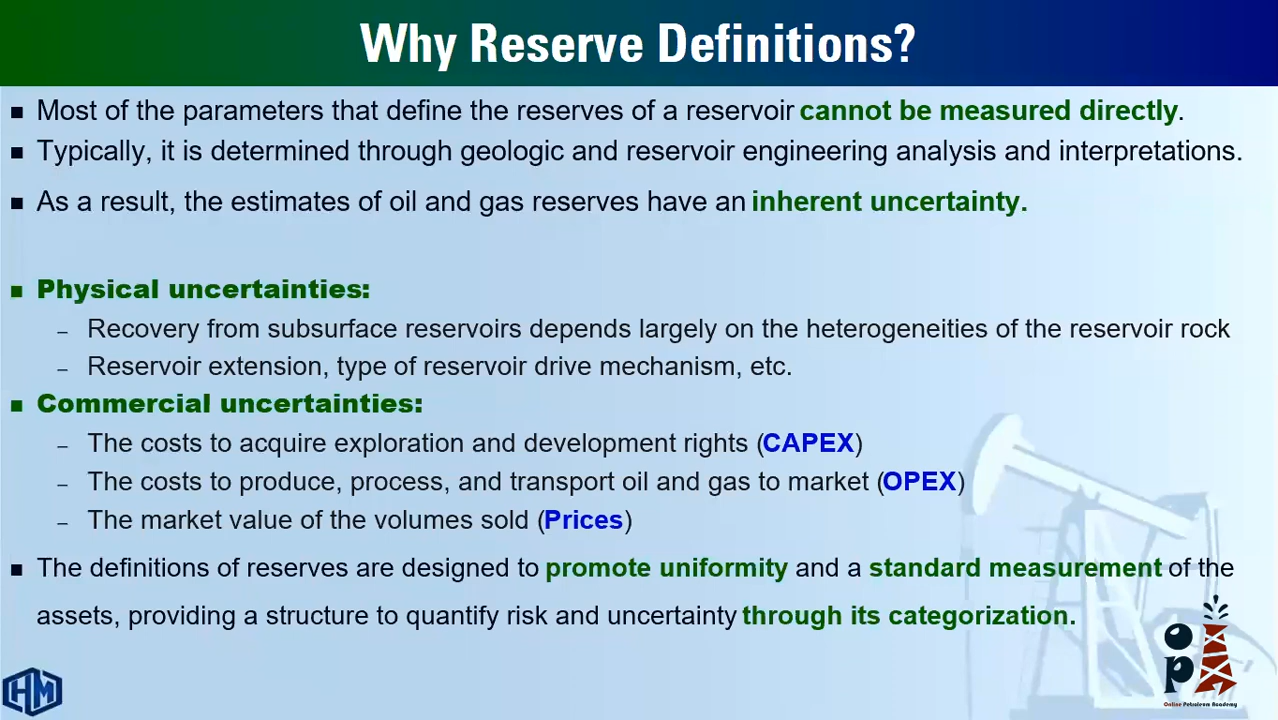 Why Reserve Definitions?
▪ Most of the parameters that define the reserves of a reservoir cannot be measured directly.
▪ Typically, it is determined through geologic and reservoir engineering analysis and interpretations.
▪ As a result, the estimates of oil and gas reserves have an inherent uncertainty.
▪ Physical uncertainties:
– Recovery from subsurface reservoirs depends largely on the heterogeneities of the reservoir rock
– Reservoir extension, type of reservoir drive mechanism, etc.
▪ Commercial uncertainties:
– The costs to acquire exploration and development rights (CAPEX)
– The costs to produce, process, and transport oil and gas to market (OPEX)
– The market value of the volumes sold (Prices)
▪ The definitions of reserves are designed to promote uniformity and a standard measurement of the
assets, providing a structure to quantify risk and uncertainty through its categorization.
HM
op
Online Petroleum Academy